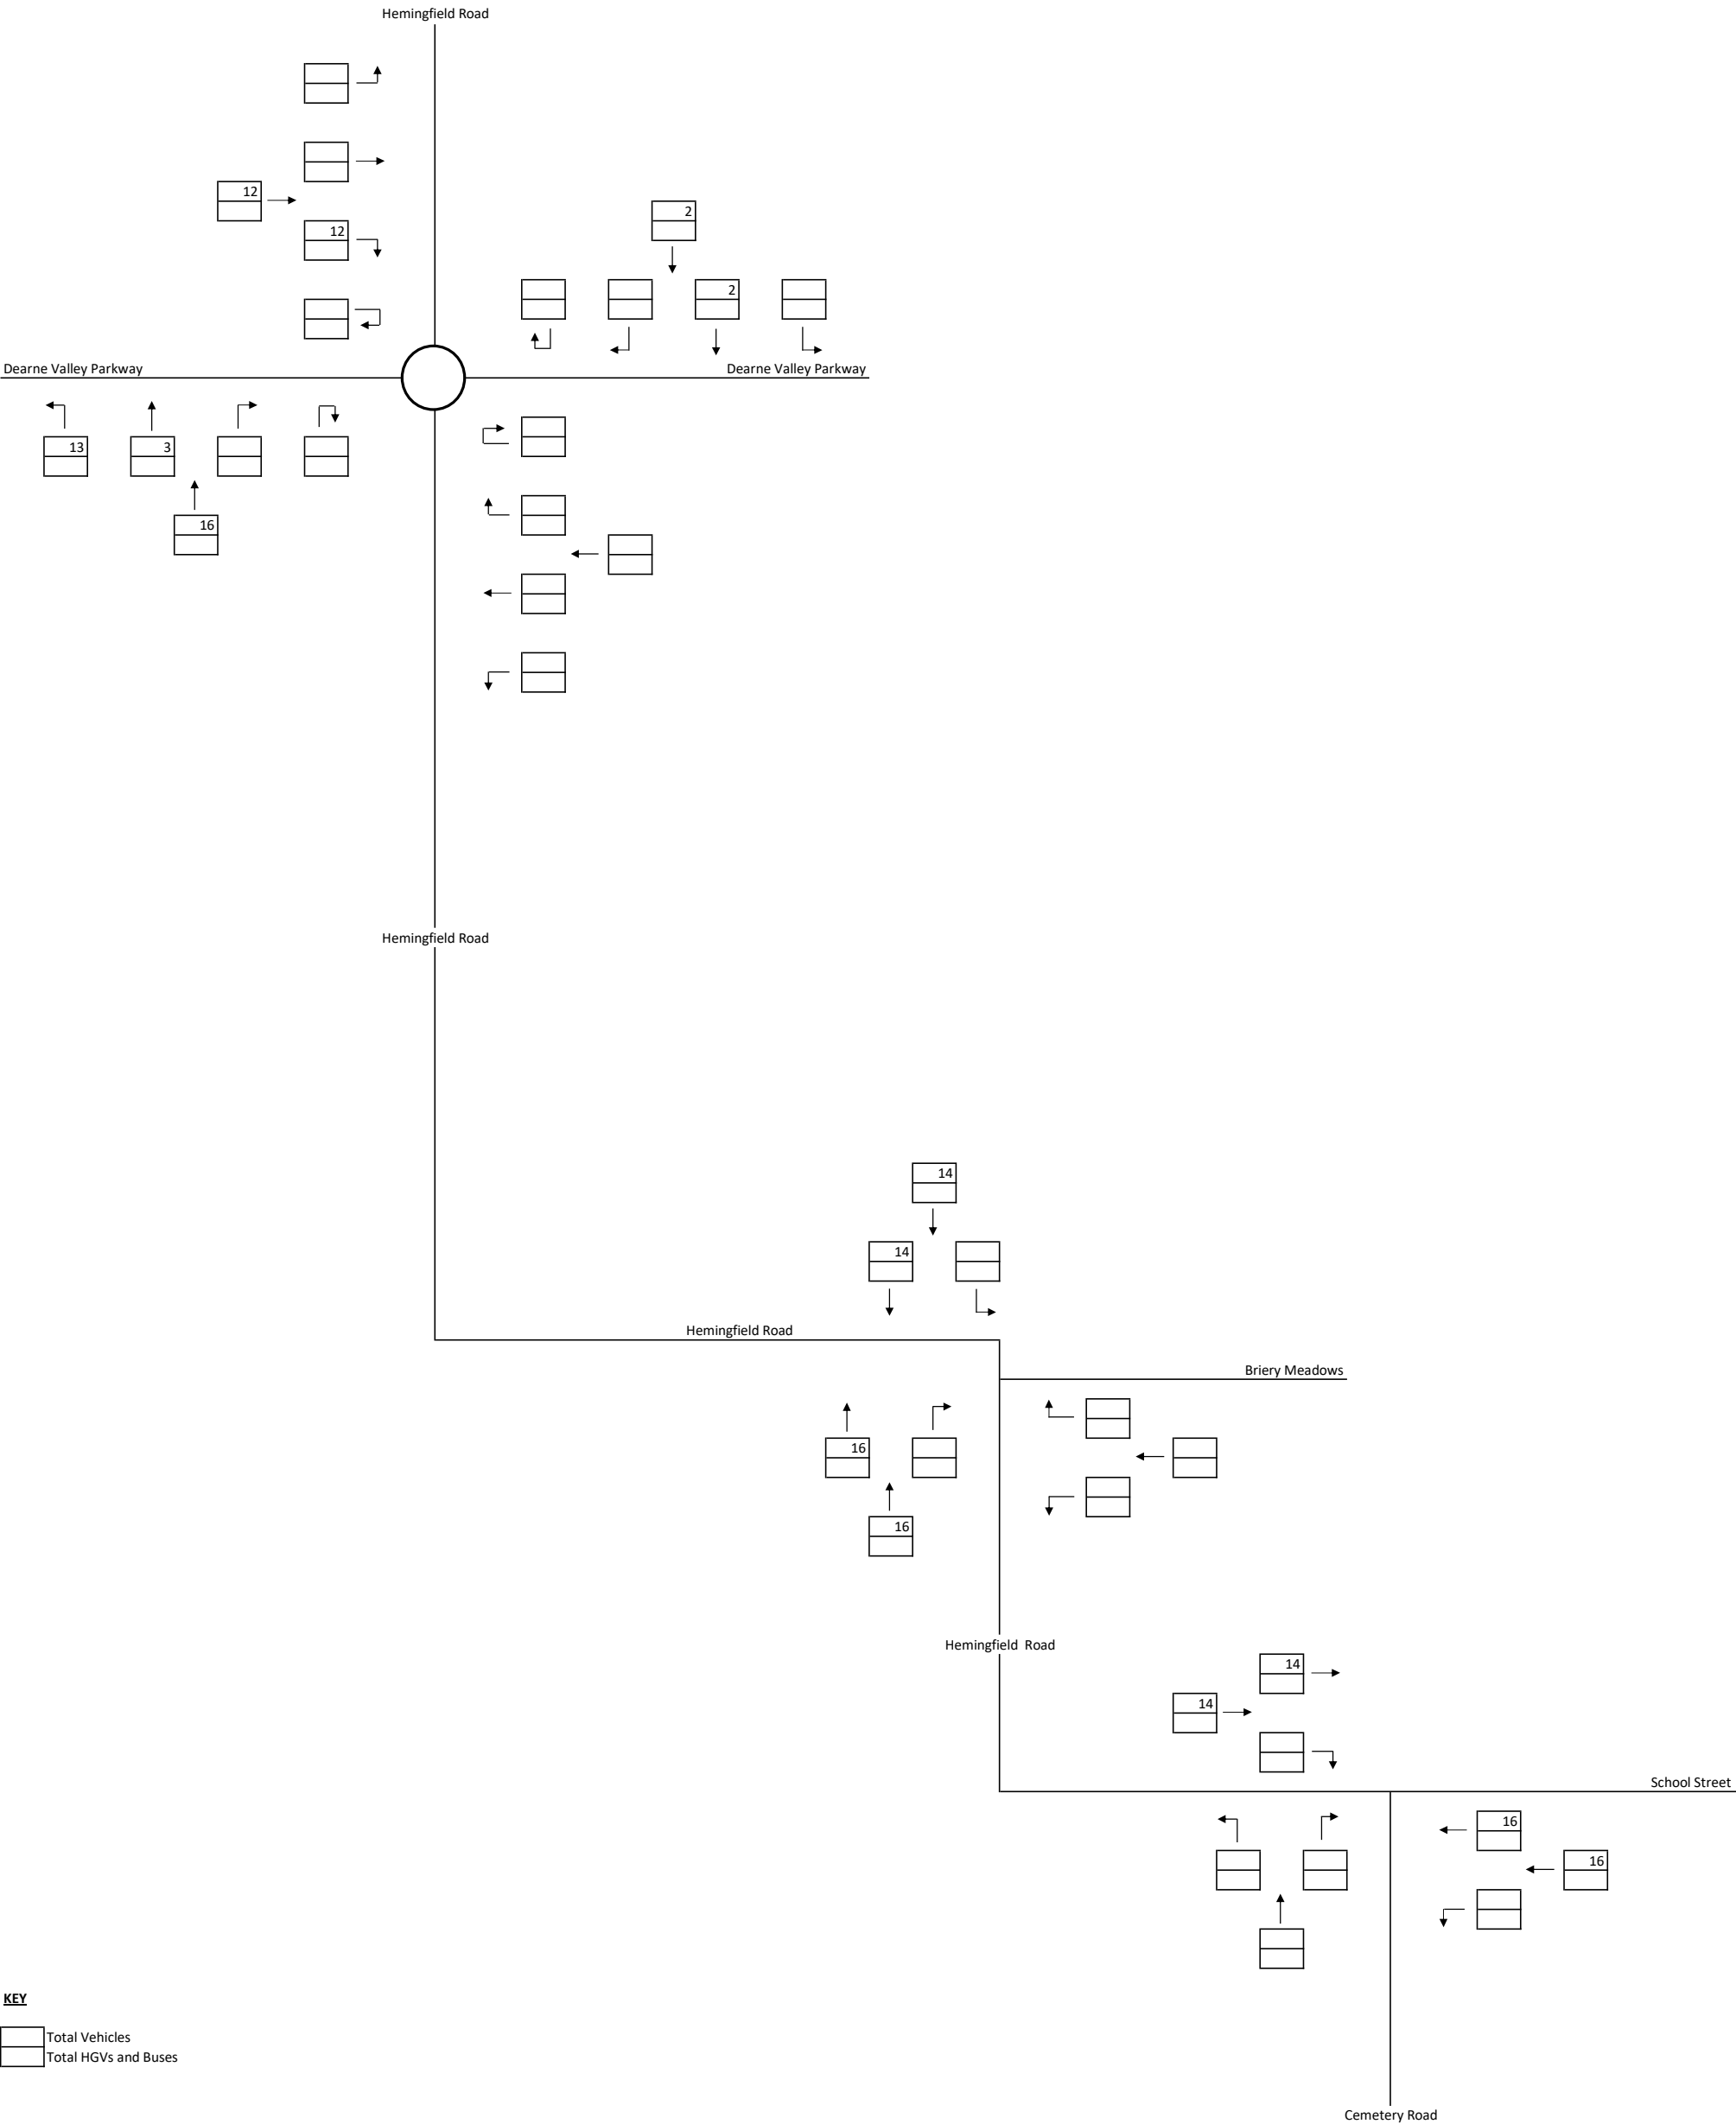 Hemingfield Road
12
2
12
2
Dearne Valley Parkway
Dearne Valley Parkway
13
3
16
Hemingfield Road
14
14
Hemingfield Road
Briery Meadows
16
16
Hemingfield Road
14
14
School Street
16
16
KEY
Total Vehicles
Total HGVs and Buses
Cemetery Road